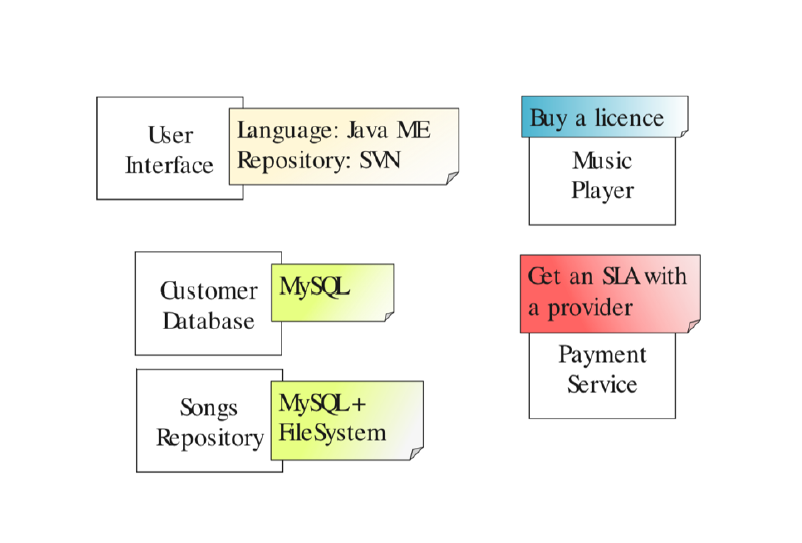 User
Interface
Language: Java ME
Repository: SVN
Buy a licence
Music
Player
Customer
Database
MySQL
Get an SLA with
a provider
Payment
Service
Songs
Repository
MySQL +
FileSystem